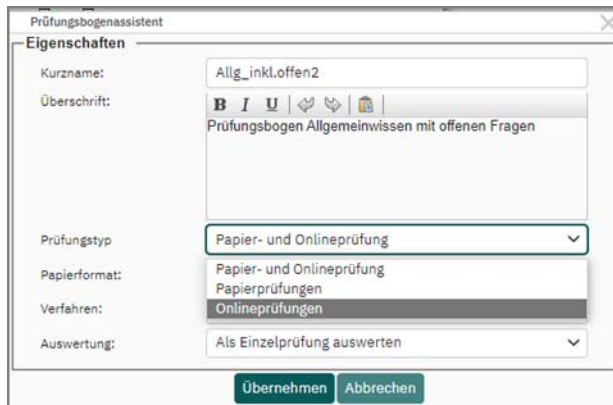 Prüfungsbogenassistent
Eigenschaften
Kurzname: Allg_inkl.offen2
Überschrift: B I U
Prüfungsbogen Allgemeinwissen mit offenen Fragen
Prüfungstyp Papier- und Onlineprüfung
Papierformat: Papier- und Onlineprüfung
Papierprüfungen
Verfahren: Onlineprüfungen
Auswertung: Als Einzelprüfung auswerten
Übernehmen Abbrechen